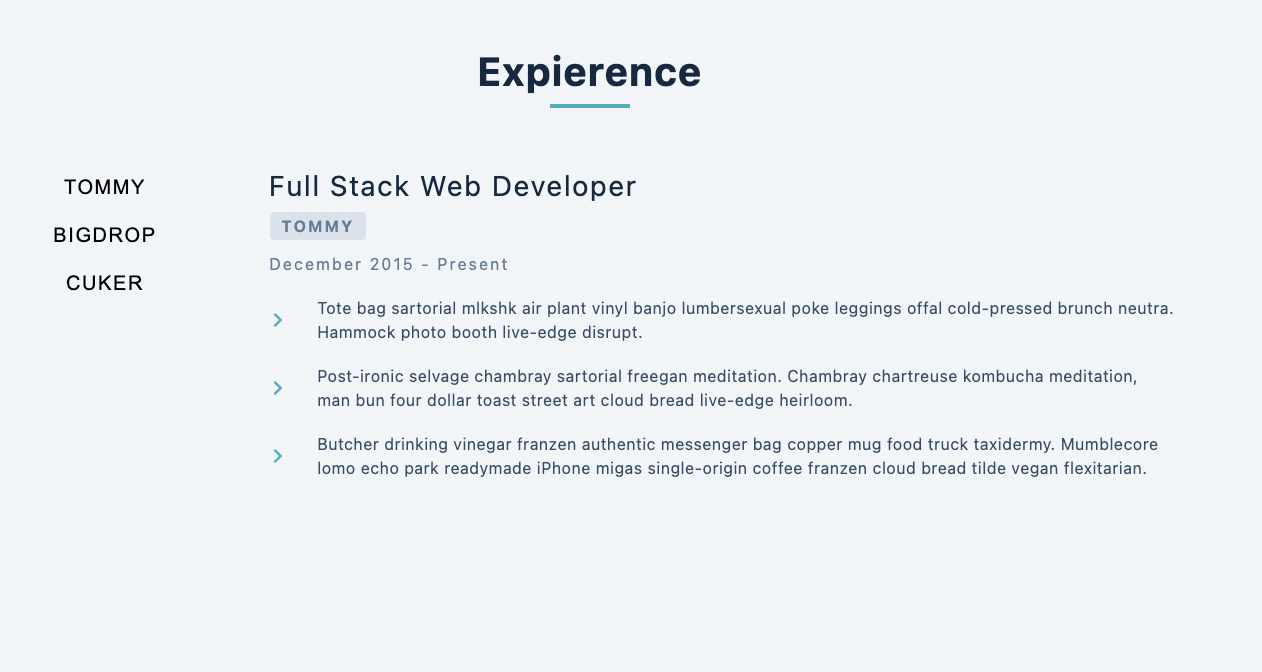 Expierence
TOMMY
BIGDROP
CUKER
Full Stack Web Developer
TOMMY
December 2015 - Present
Tote bag sartorial mlkshk air plant vinyl banjo lumbersexual poke leggings offal cold-pressed brunch neutra.
Hammock photo booth live-edge disrupt.
Post-ironic selvage chambray sartorial freegan meditation. Chambray chartreuse kombucha meditation,
man bun four dollar toast street art cloud bread live-edge heirloom.
Butcher drinking vinegar franzen authentic messenger bag copper mug food truck taxidermy. Mumblecore
lomo echo park readymade iPhone migas single-origin coffee franzen cloud bread tilde vegan flexitarian.